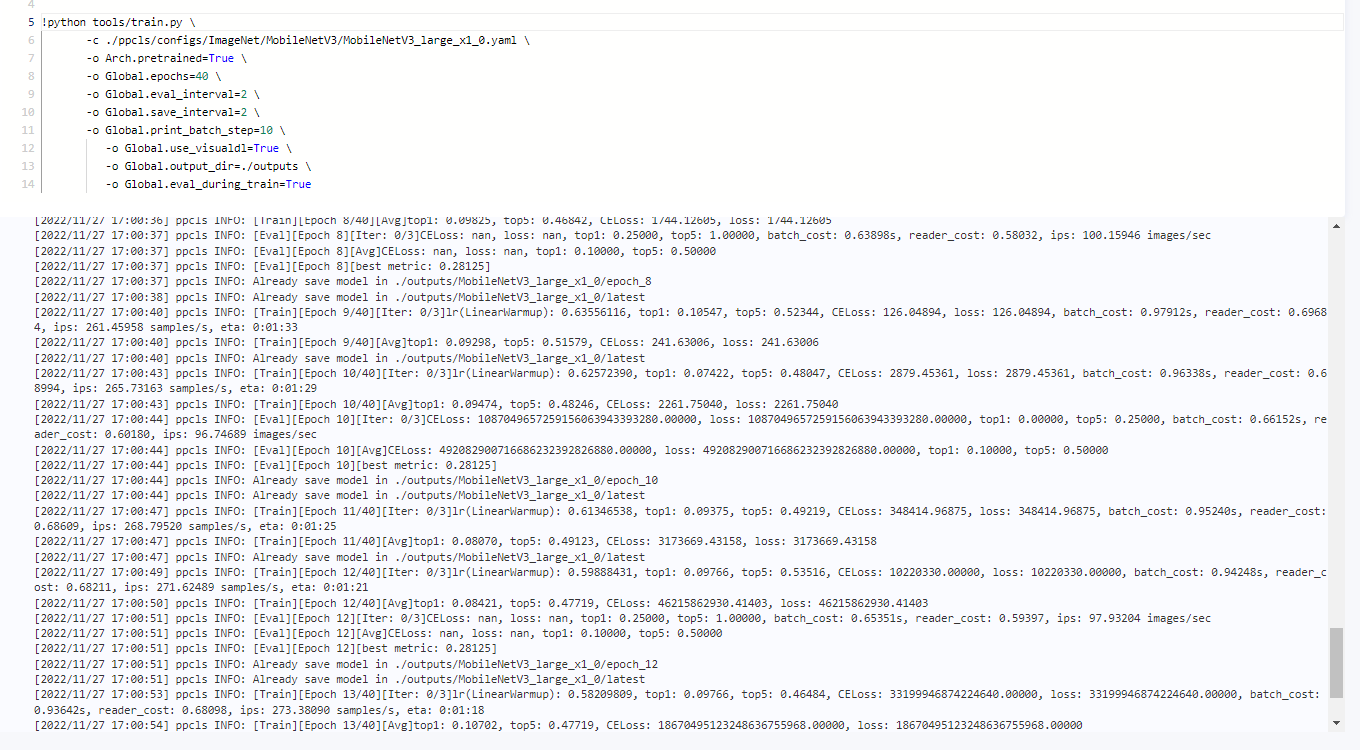 4
5 !python tools/train.py \
6 -c ./ppcls/configs/ImageNet/MobileNetV3/MobileNetV3_large_x1_0.yaml \
7 -o Arch.pretrained=True \
8 -o Global.epochs=40 \
9 -o Global.eval_interval=2 \
10 -o Global.save_interval=2 \
11 -o Global.print_batch_step=10 \
12 -o Global.use_visualdl=True \
13 -o Global.output_dir=./outputs \
14 -o Global.eval_during_train=True
[2022/11/27 17:00:36] ppcls INFO: [Train][Epoch 8/40][Avg]top1: 0.09825, top5: 0.46842, CELoss: 1744.12605, loss: 1744.12605
[2022/11/27 17:00:37] ppcls INFO: [Eval][Epoch 8][Iter: 0/3]CELoss: nan, loss: nan, top1: 0.25000, top5: 1.00000, batch_cost: 0.63898s, reader_cost: 0.58032, ips: 100.15946 images/sec
[2022/11/27 17:00:37] ppcls INFO: [Eval][Epoch 8][Avg]CELoss: nan, loss: nan, top1: 0.10000, top5: 0.50000
[2022/11/27 17:00:37] ppcls INFO: [Eval][Epoch 8][best metric: 0.28125]
[2022/11/27 17:00:37] ppcls INFO: Already save model in ./outputs/MobileNetV3_large_x1_0/epoch_8
[2022/11/27 17:00:38] ppcls INFO: Already save model in ./outputs/MobileNetV3_large_x1_0/latest
[2022/11/27 17:00:40] ppcls INFO: [Train][Epoch 9/40][Iter: 0/3]lr(LinearWarmup): 0.63556116, top1: 0.10547, top5: 0.52344, CELoss: 126.04894, loss: 126.04894, batch_cost: 0.97912s, reader_cost: 0.6968
4, ips: 261.45958 samples/s, eta: 0:01:33
[2022/11/27 17:00:40] ppcls INFO: [Train][Epoch 9/40][Avg]top1: 0.09298, top5: 0.51579, CELoss: 241.63006, loss: 241.63006
[2022/11/27 17:00:40] ppcls INFO: Already save model in ./outputs/MobileNetV3_large_x1_0/latest
[2022/11/27 17:00:43] ppcls INFO: [Train][Epoch 10/40][Iter: 0/3]lr(LinearWarmup): 0.62572390, top1: 0.07422, top5: 0.48047, CELoss: 2879.45361, loss: 2879.45361, batch_cost: 0.96338s, reader_cost: 0.6
8994, ips: 265.73163 samples/s, eta: 0:01:29
[2022/11/27 17:00:43] ppcls INFO: [Train][Epoch 10/40][Avg]top1: 0.09474, top5: 0.48246, CELoss: 2261.75040, loss: 2261.75040
[2022/11/27 17:00:44] ppcls INFO: [Eval][Epoch 10][Iter: 0/3]CELoss: 1087049657259156063943393280.00000, loss: 1087049657259156063943393280.00000, top1: 0.00000, top5: 0.25000, batch_cost: 0.66152s, re
ader_cost: 0.60180, ips: 96.74689 images/sec
[2022/11/27 17:00:44] ppcls INFO: [Eval][Epoch 10][Avg]CELoss: 492082900716686232392826880.00000, loss: 492082900716686232392826880.00000, top1: 0.10000, top5: 0.50000
[2022/11/27 17:00:44] ppcls INFO: [Eval][Epoch 10][best metric: 0.28125]
[2022/11/27 17:00:44] ppcls INFO: Already save model in ./outputs/MobileNetV3_large_x1_0/epoch_10
[2022/11/27 17:00:44] ppcls INFO: Already save model in ./outputs/MobileNetV3_large_x1_0/latest
[2022/11/27 17:00:47] ppcls INFO: [Train][Epoch 11/40][Iter: 0/3]lr(LinearWarmup): 0.61346538, top1: 0.09375, top5: 0.49219, CELoss: 348414.96875, loss: 348414.96875, batch_cost: 0.95240s, reader_cost:
0.68609, ips: 268.79520 samples/s, eta: 0:01:25
[2022/11/27 17:00:47] ppcls INFO: [Train][Epoch 11/40][Avg]top1: 0.08070, top5: 0.49123, CELoss: 3173669.43158, loss: 3173669.43158
[2022/11/27 17:00:47] ppcls INFO: Already save model in ./outputs/MobileNetV3_large_x1_0/latest
[2022/11/27 17:00:49] ppcls INFO: [Train][Epoch 12/40][Iter: 0/3]lr(LinearWarmup): 0.59888431, top1: 0.09766, top5: 0.53516, CELoss: 10220330.00000, loss: 10220330.00000, batch_cost: 0.94248s, reader_c
ost: 0.68211, ips: 271.62489 samples/s, eta: 0:01:21
[2022/11/27 17:00:50] ppcls INFO: [Train][Epoch 12/40][Avg]top1: 0.08421, top5: 0.47719, CELoss: 46215862930.41403, loss: 46215862930.41403
[2022/11/27 17:00:51] ppcls INFO: [Eval][Epoch 12][Iter: 0/3]CELoss: nan, loss: nan, top1: 0.25000, top5: 1.00000, batch_cost: 0.65351s, reader_cost: 0.59397, ips: 97.93204 images/sec
[2022/11/27 17:00:51] ppcls INFO: [Eval][Epoch 12][Avg]CELoss: nan, loss: nan, top1: 0.10000, top5: 0.50000
[2022/11/27 17:00:51] ppcls INFO: [Eval][Epoch 12][best metric: 0.28125]
[2022/11/27 17:00:51] ppcls INFO: Already save model in ./outputs/MobileNetV3_large_x1_0/epoch_12
[2022/11/27 17:00:51] ppcls INFO: Already save model in ./outputs/MobileNetV3_large_x1_0/latest
[2022/11/27 17:00:53] ppcls INFO: [Train][Epoch 13/40][Iter: 0/3]lr(LinearWarmup): 0.58209809, top1: 0.09766, top5: 0.46484, CELoss: 33199946874224640.00000, loss: 33199946874224640.00000, batch_cost:
0.93642s, reader_cost: 0.68098, ips: 273.38090 samples/s, eta: 0:01:18
[2022/11/27 17:00:54] ppcls INFO: [Train][Epoch 13/40][Avg]top1: 0.10702, top5: 0.47719, CELoss: 18670495123248636755968.00000, loss: 18670495123248636755968.00000